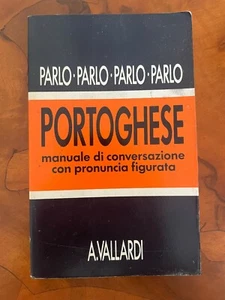 PARLO · PARLO · PARLO · PARLO
PORTOGHESE
manuale di conversazione
con pronuncia figurata
A.VALLARDI